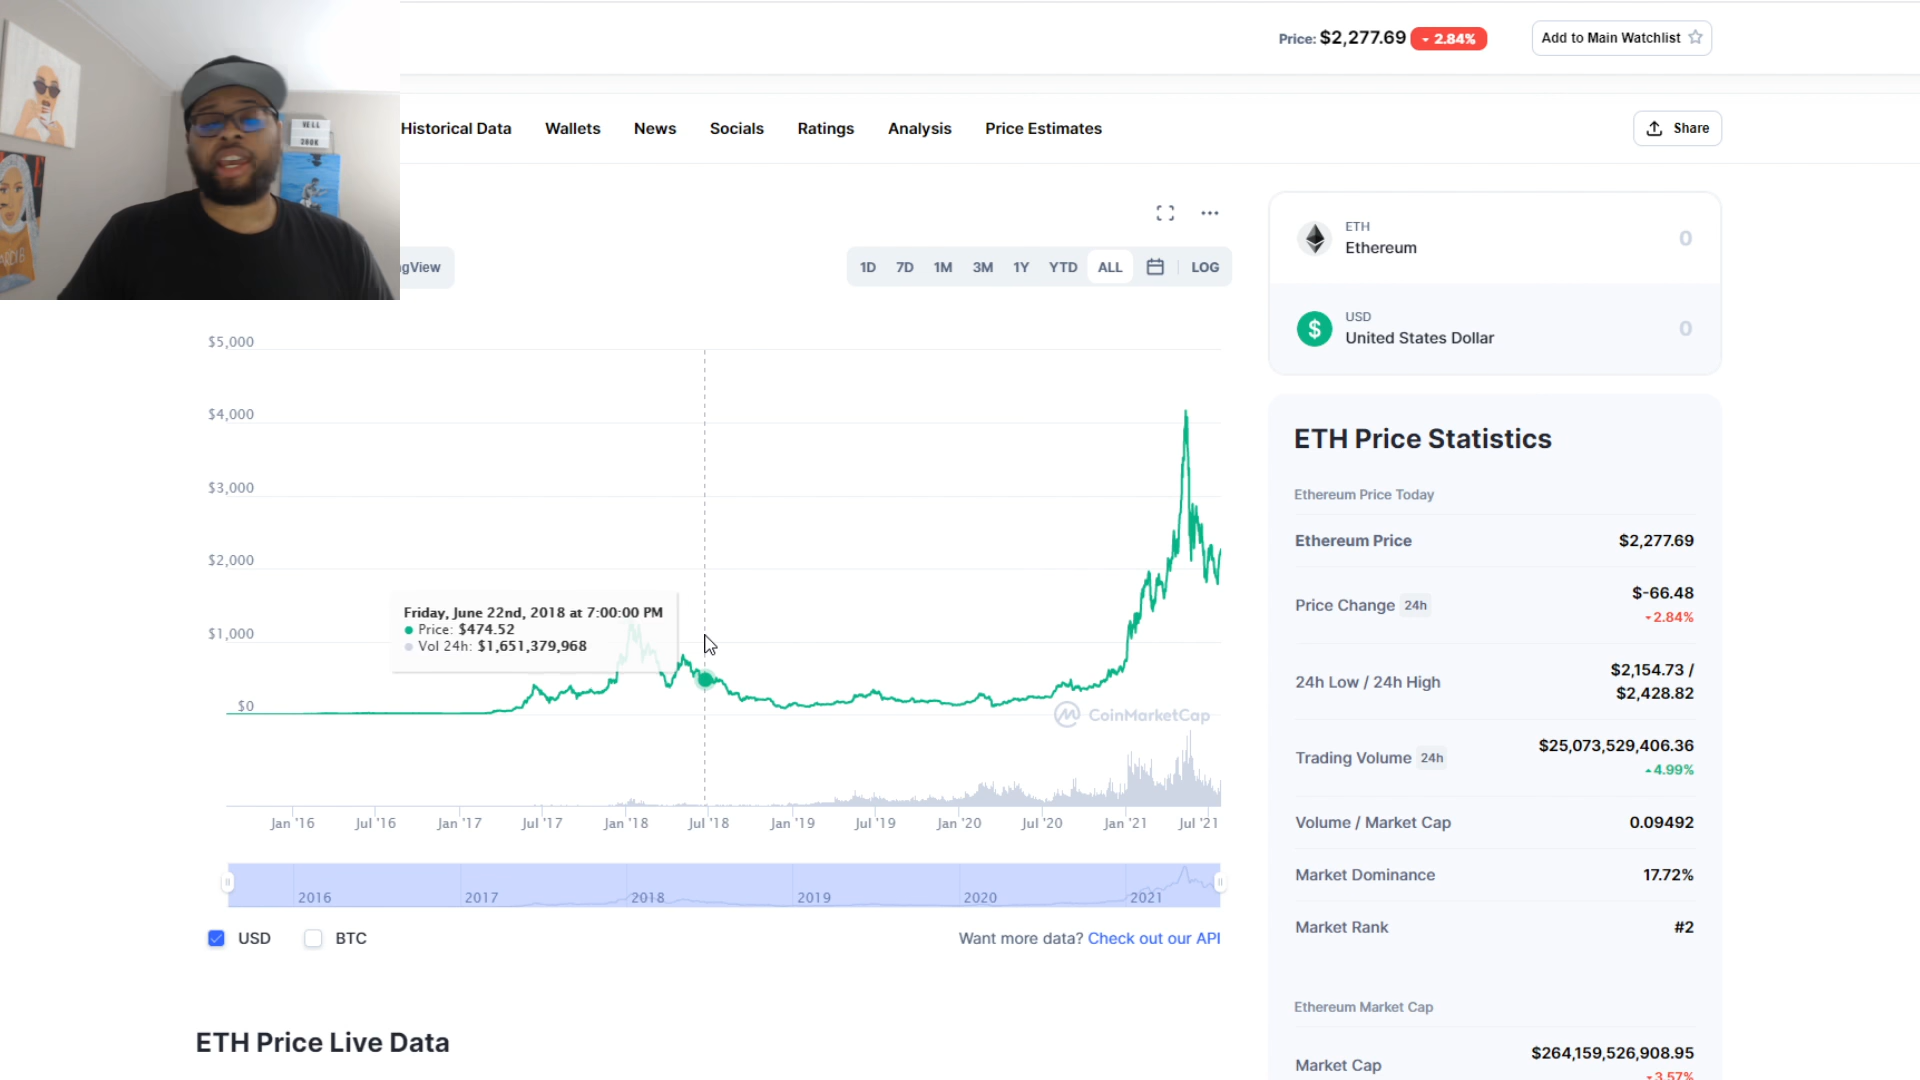 Price: $2,277.69 2.84%
Add to Main Watchlist
VELL
200K
Historical Data Wallets News Socials Ratings Analysis Price Estimates
Share
ETH
Ethereum
0
gView
1D 7D 1M 3M 1Y YTD ALL LOG
USD
United States Dollar
0
$5,000
$4,000
$3,000
$2,000
$1,000
$0
Friday, June 22nd, 2018 at 7:00:00 PM
Price: $474.52
Vol 24h: $1,651,379,968
CoinMarketCap
Jan '16 Jul '16 Jan '17 Jul '17 Jan '18 Jul '18 Jan '19 Jul '19 Jan '20 Jul '20 Jan '21 Jul '21
2016 2017 2018 2019 2020 2021
USD BTC
Want more data? Check out our API
ETH Price Live Data
ETH Price Statistics
Ethereum Price Today
Ethereum Price $2,277.69
Price Change 24h $-66.48
2.84%
24h Low / 24h High $2,154.73 /
$2,428.82
Trading Volume 24h $25,073,529,406.36
4.99%
Volume / Market Cap 0.09492
Market Dominance 17.72%
Market Rank #2
Ethereum Market Cap
Market Cap $264,159,526,908.95
3.57%